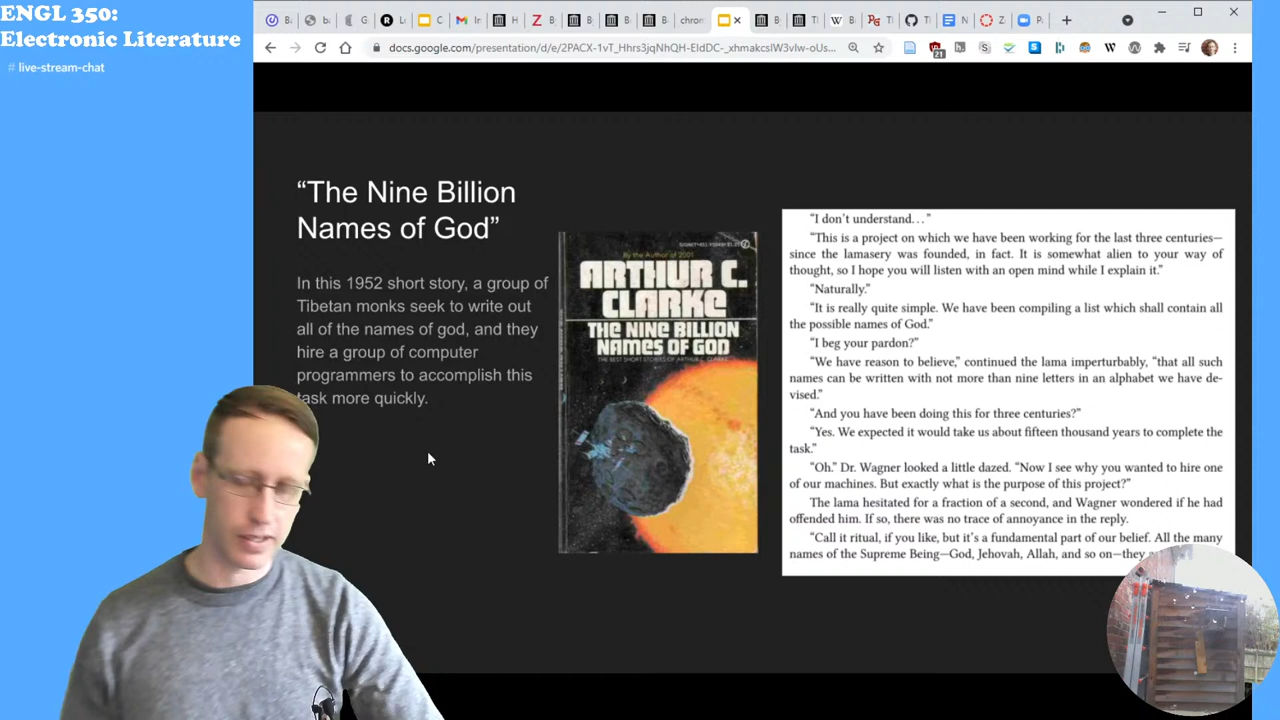 ENGL 350:
Electronic Literature
# live-stream-chat
docs.google.com/presentation/d/e/2PACX-1vT_Hhrs3jqNhQH-EIdDC-_xhmakcslW3vIw-oUs...
21
“The Nine Billion
Names of God”
In this 1952 short story, a group of
Tibetan monks seek to write out
all of the names of god, and they
hire a group of computer
programmers to accomplish this
task more quickly.
By the Author of 2001
ARTHUR C.
CLARKE
THE NINE BILLION
NAMES OF GOD
THE BEST SHORT STORIES OF ARTHUR C. CLARKE
“I don’t understand. . .”
“This is a project on which we have been working for the last three centuries—
since the lamasery was founded, in fact. It is somewhat alien to your way of
thought, so I hope you will listen with an open mind while I explain it.”
“Naturally.”
“It is really quite simple. We have been compiling a list which shall contain all
the possible names of God.”
“I beg your pardon?”
“We have reason to believe,” continued the lama imperturbably, “that all such
names can be written with not more than nine letters in an alphabet we have de-
vised.”
“And you have been doing this for three centuries?”
“Yes. We expected it would take us about fifteen thousand years to complete the
task.”
“Oh.” Dr. Wagner looked a little dazed. “Now I see why you wanted to hire one
of our machines. But exactly what is the purpose of this project?”
The lama hesitated for a fraction of a second, and Wagner wondered if he had
offended him. If so, there was no trace of annoyance in the reply.
“Call it ritual, if you like, but it’s a fundamental part of our belief. All the many
names of the Supreme Being—God, Jehovah, Allah, and so on—they